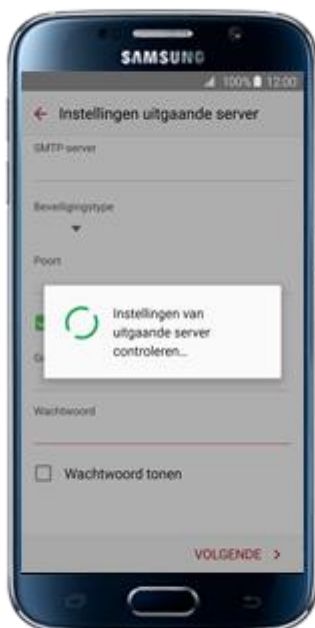 SAMSUNG
100% 12:00
Instellingen uitgaande server
SMTP-server
Beveiligingstype
Poort
Instellingen van
uitgaande server
controleren...
Wachtwoord
Wachtwoord tonen
VOLGENDE